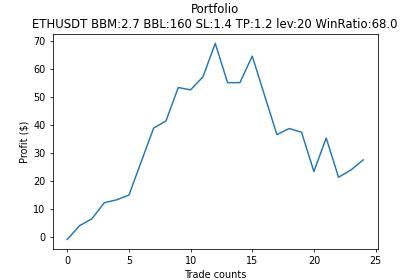 Portfolio
ETHUSDT BBM:2.7 BBL:160 SL:1.4 TP:1.2 lev:20 WinRatio:68.0
70
60
50
40
30
20
10
0
Profit ($)
0 5 10 15 20 25
Trade counts